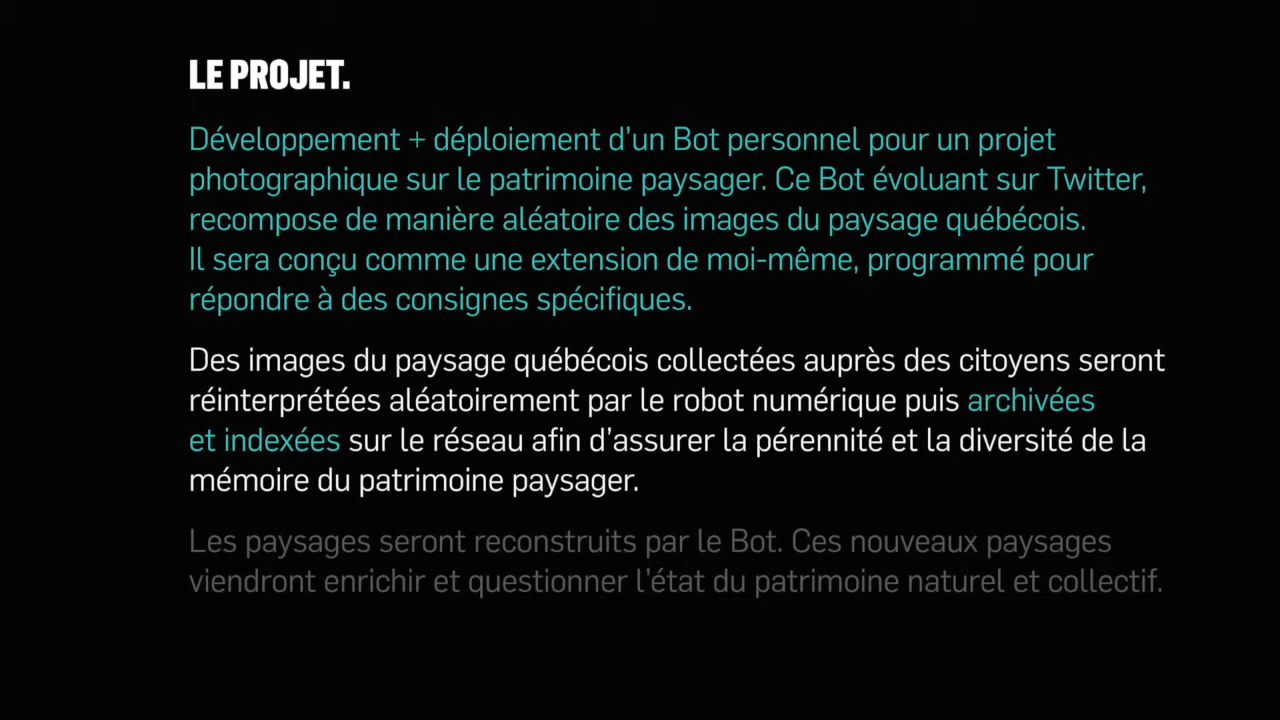 LE PROJET.
Développement + déploiement d’un Bot personnel pour un projet
photographique sur le patrimoine paysager. Ce Bot évoluant sur Twitter,
recompose de manière aléatoire des images du paysage québécois.
Il sera conçu comme une extension de moi-même, programmé pour
répondre à des consignes spécifiques.
Des images du paysage québécois collectées auprès des citoyens seront
réinterprétées aléatoirement par le robot numérique puis archivées
et indexées sur le réseau afin d’assurer la pérennité et la diversité de la
mémoire du patrimoine paysager.
Les paysages seront reconstruits par le Bot. Ces nouveaux paysages
viendront enrichir et questionner l’état du patrimoine naturel et collectif.